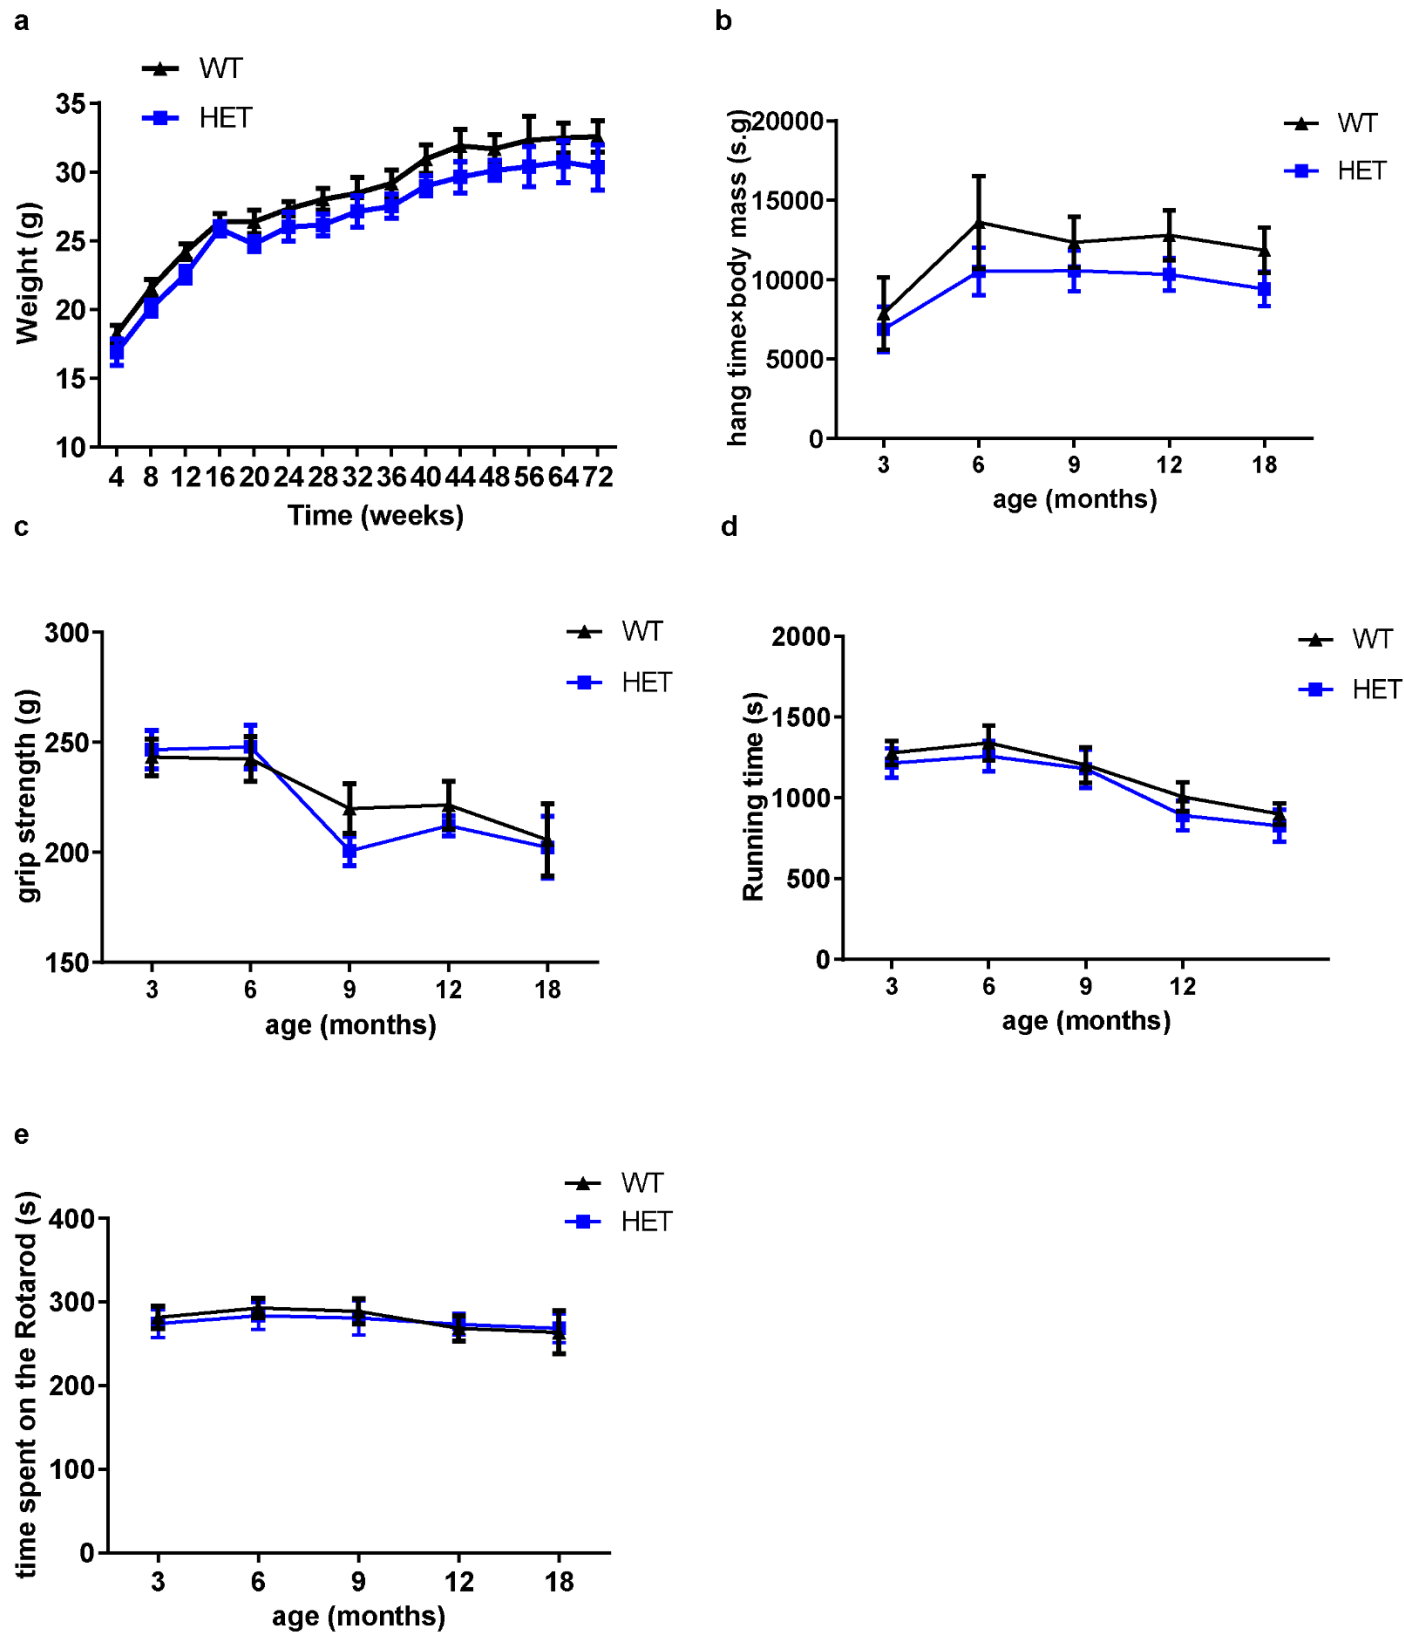 a
WT
HET
35
30
25
20
15
10
Weight (g)
4 8 12 16 20 24 28 32 36 40 44 48 56 64 72
Time (weeks)
b
WT
HET
20000
15000
10000
5000
0
hang time×body mass (s.g)
3 6 9 12 18
age (months)
c
WT
HET
300
250
200
150
grip strength (g)
3 6 9 12 18
age (months)
d
WT
HET
2000
1500
1000
500
0
Running time (s)
3 6 9 12
age (months)
e
WT
HET
400
300
200
100
0
time spent on the Rotarod (s)
3 6 9 12 18
age (months)